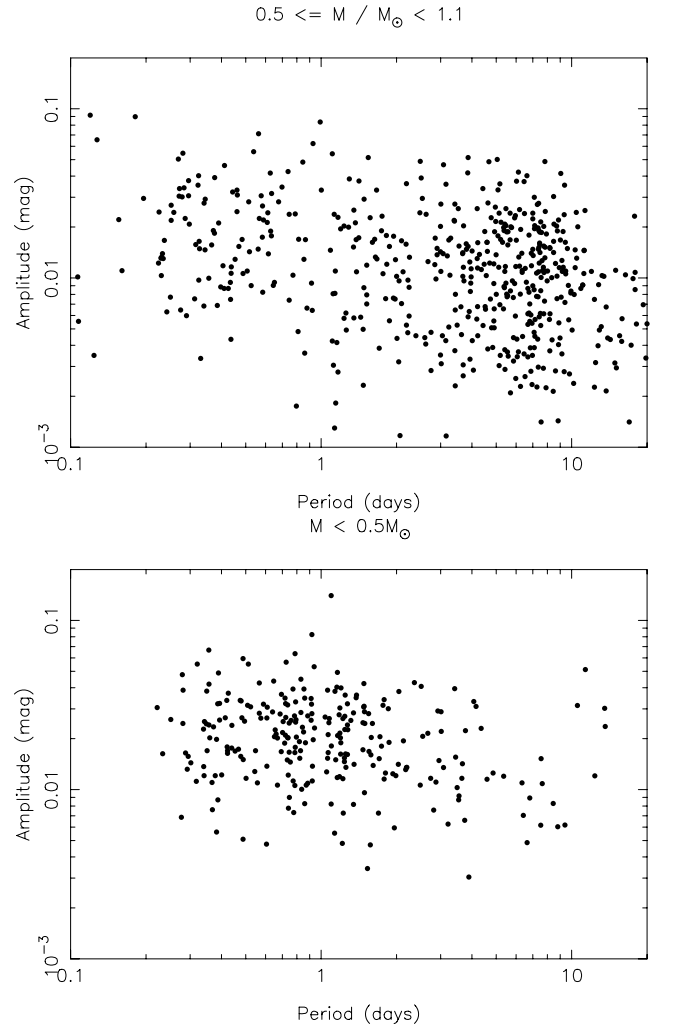 0.5 <= M / M☉ < 1.1
0.1
0.01
10⁻³
Amplitude (mag)
0.1 1 10
Period (days)
M < 0.5M☉
0.1
0.01
10⁻³
Amplitude (mag)
0.1 1 10
Period (days)